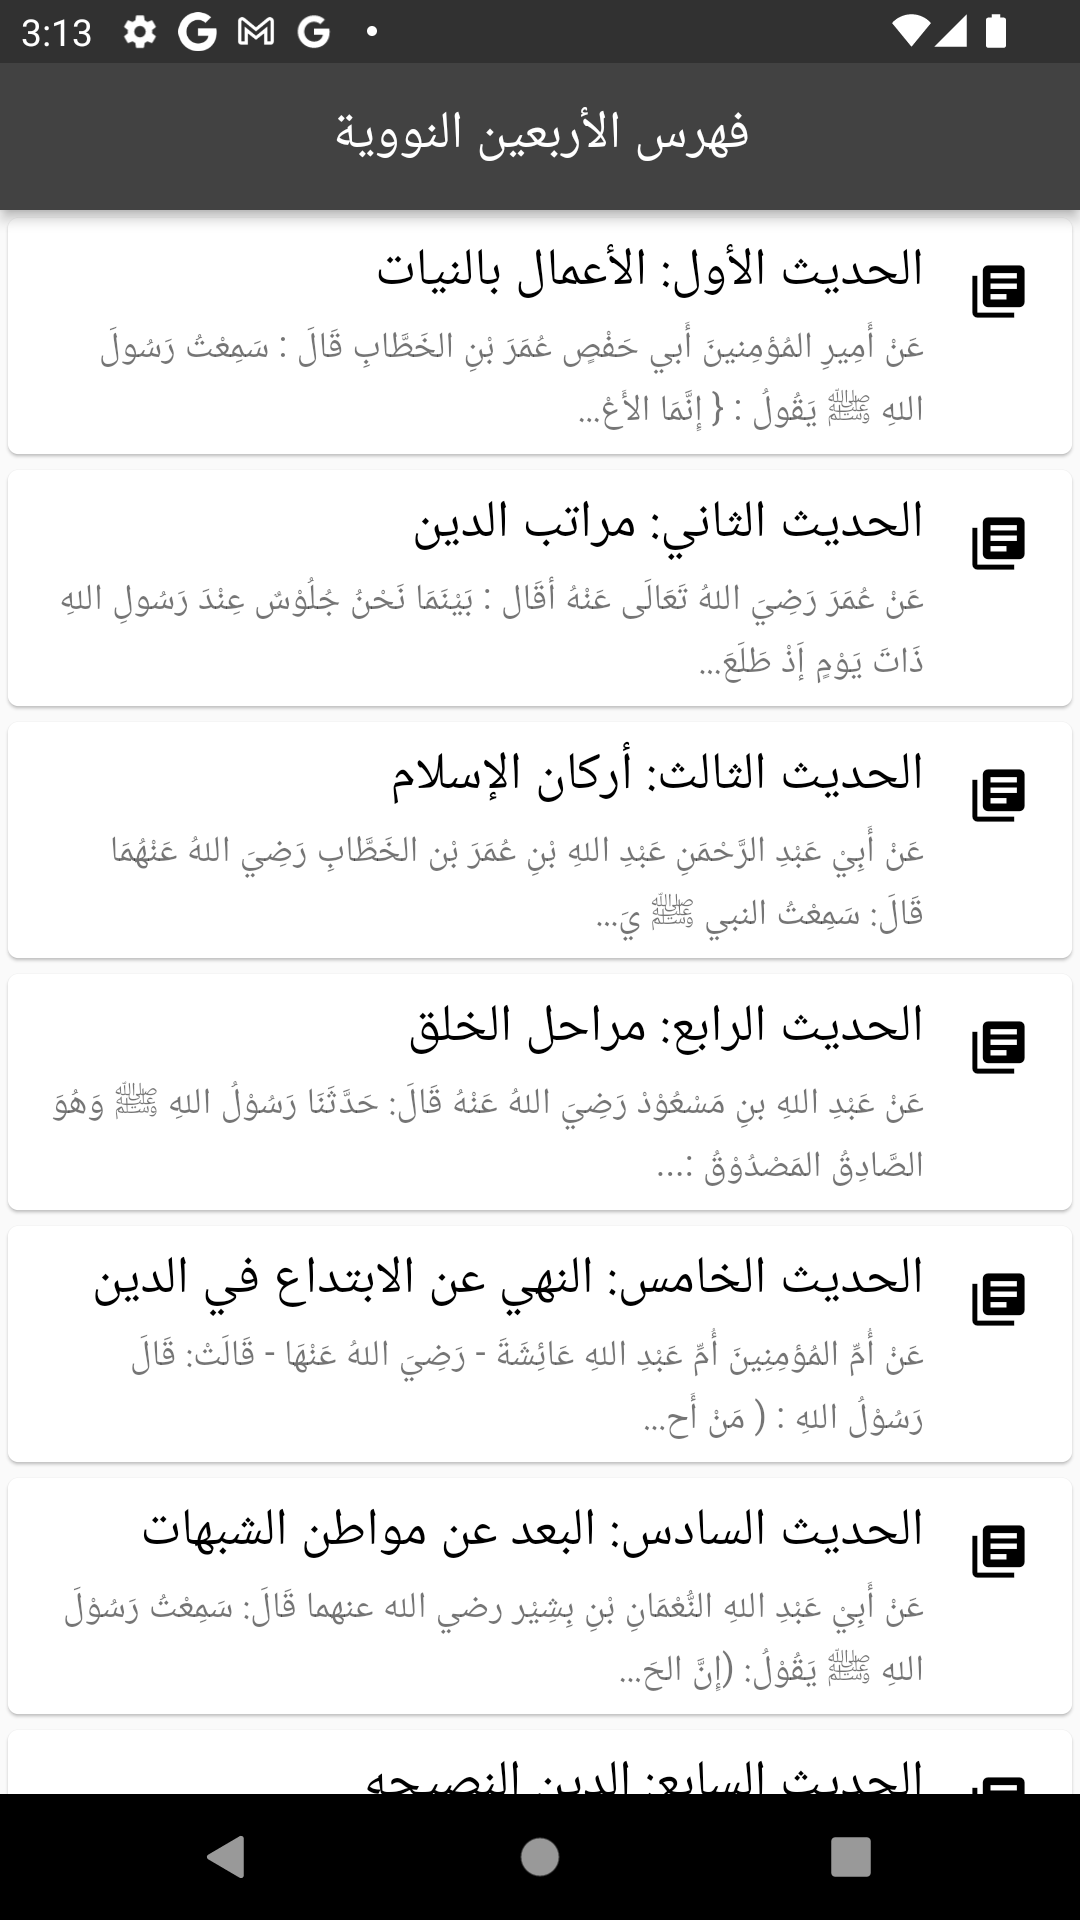 3:13
فهرس الأربعين النووية
الحديث الأول: الأعمال بالنيات
عَنْ أَمِيرِ المُؤمِنينَ أَبي حَفْصٍ عُمَرَ بْنِ الخَطَّابِ قَالَ : سَمِعْتُ رَسُولَ
اللهِ ﷺ يَقُولُ : { إِنَّمَا الأَعْ...
الحديث الثاني: مراتب الدين
عَنْ عُمَرَ رَضِيَ اللهُ تَعَالَى عَنْهُ أقَال : بَيْنَمَا نَحْنُ جُلُوْسٌ عِنْدَ رَسُولِ اللهِ
ذَاتَ يَوْمٍ إَذْ طَلَعَ...
الحديث الثالث: أركان الإسلام
عَنْ أَبِيْ عَبْدِ الرَّحْمَنِ عَبْدِ اللهِ بْنِ عُمَرَ بْن الخَطَّابِ رَضِيَ اللهُ عَنْهُمَا
قَالَ: سَمِعْتُ النبي ﷺ يَ...
الحديث الرابع: مراحل الخلق
عَنْ عَبْدِ اللهِ بنِ مَسْعُوْدْ رَضِيَ اللهُ عَنْهُ قَالَ: حَدَّثَنَا رَسُوْلُ اللهِ ﷺ وَهُوَ
الصَّادِقُ المَصْدُوْقُ :...
الحديث الخامس: النهي عن الابتداع في الدين
عَنْ أُمِّ المُؤمِنِينَ أُمِّ عَبْدِ اللهِ عَائِشَةَ - رَضِيَ اللهُ عَنْهَا - قَالَتْ: قَالَ
رَسُوْلُ اللهِ : ( مَنْ أَح...
الحديث السادس: البعد عن مواطن الشبهات
عَنْ أَبِيْ عَبْدِ اللهِ النُّعْمَانِ بْنِ بِشِيْر رضي الله عنهما قَالَ: سَمِعْتُ رَسُوْلَ
اللهِ ﷺ يَقُوْلُ: (إِنَّ الحَ...
الحديث السابع: الدين النصيحه